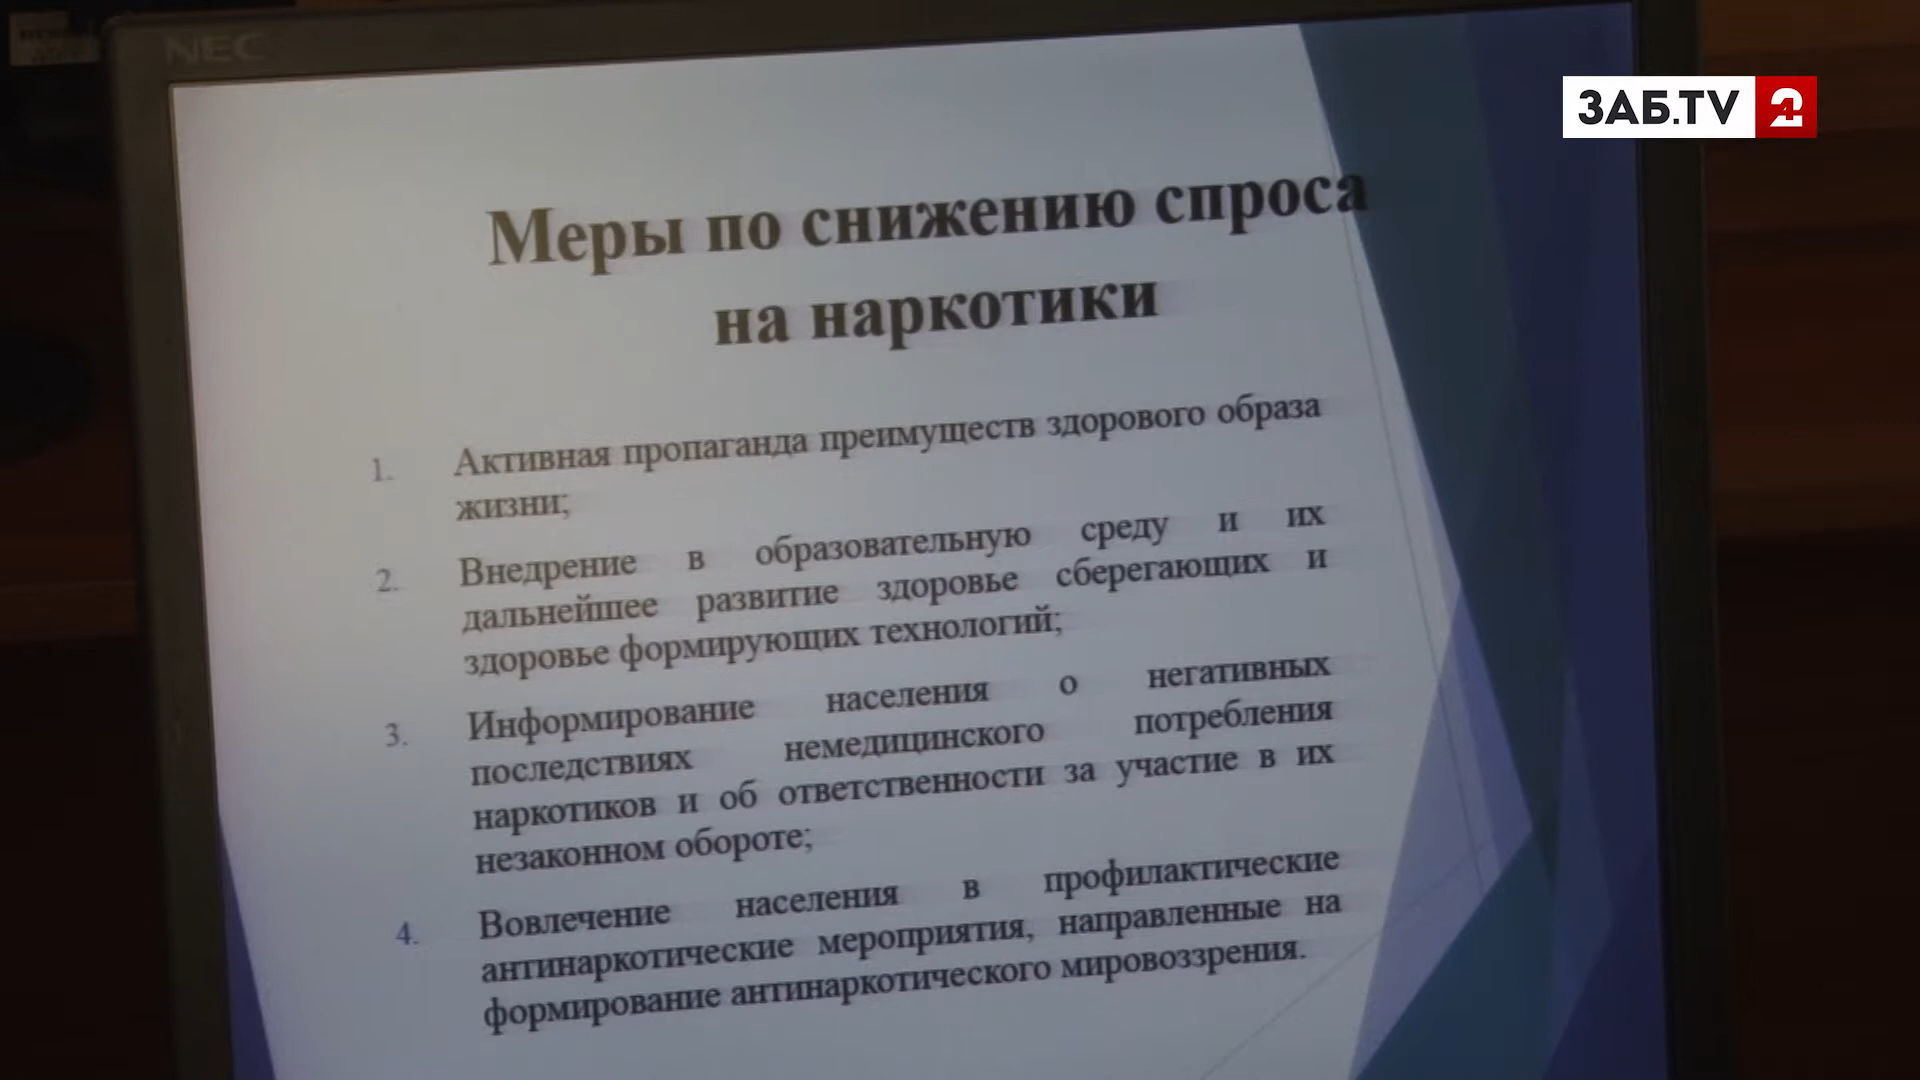 NEC
ЗАБ.TV 24
Меры по снижению спроса
на наркотики
1. Активная пропаганда преимуществ здорового образа
жизни;
2. Внедрение в образовательную среду и их
дальнейшее развитие здоровье сберегающих и
здоровье формирующих технологий;
3. Информирование населения о негативных
последствиях немедицинского потребления
наркотиков и об ответственности за участие в их
незаконном обороте;
4. Вовлечение населения в профилактические
антинаркотические мероприятия, направленные на
формирование антинаркотического мировоззрения.